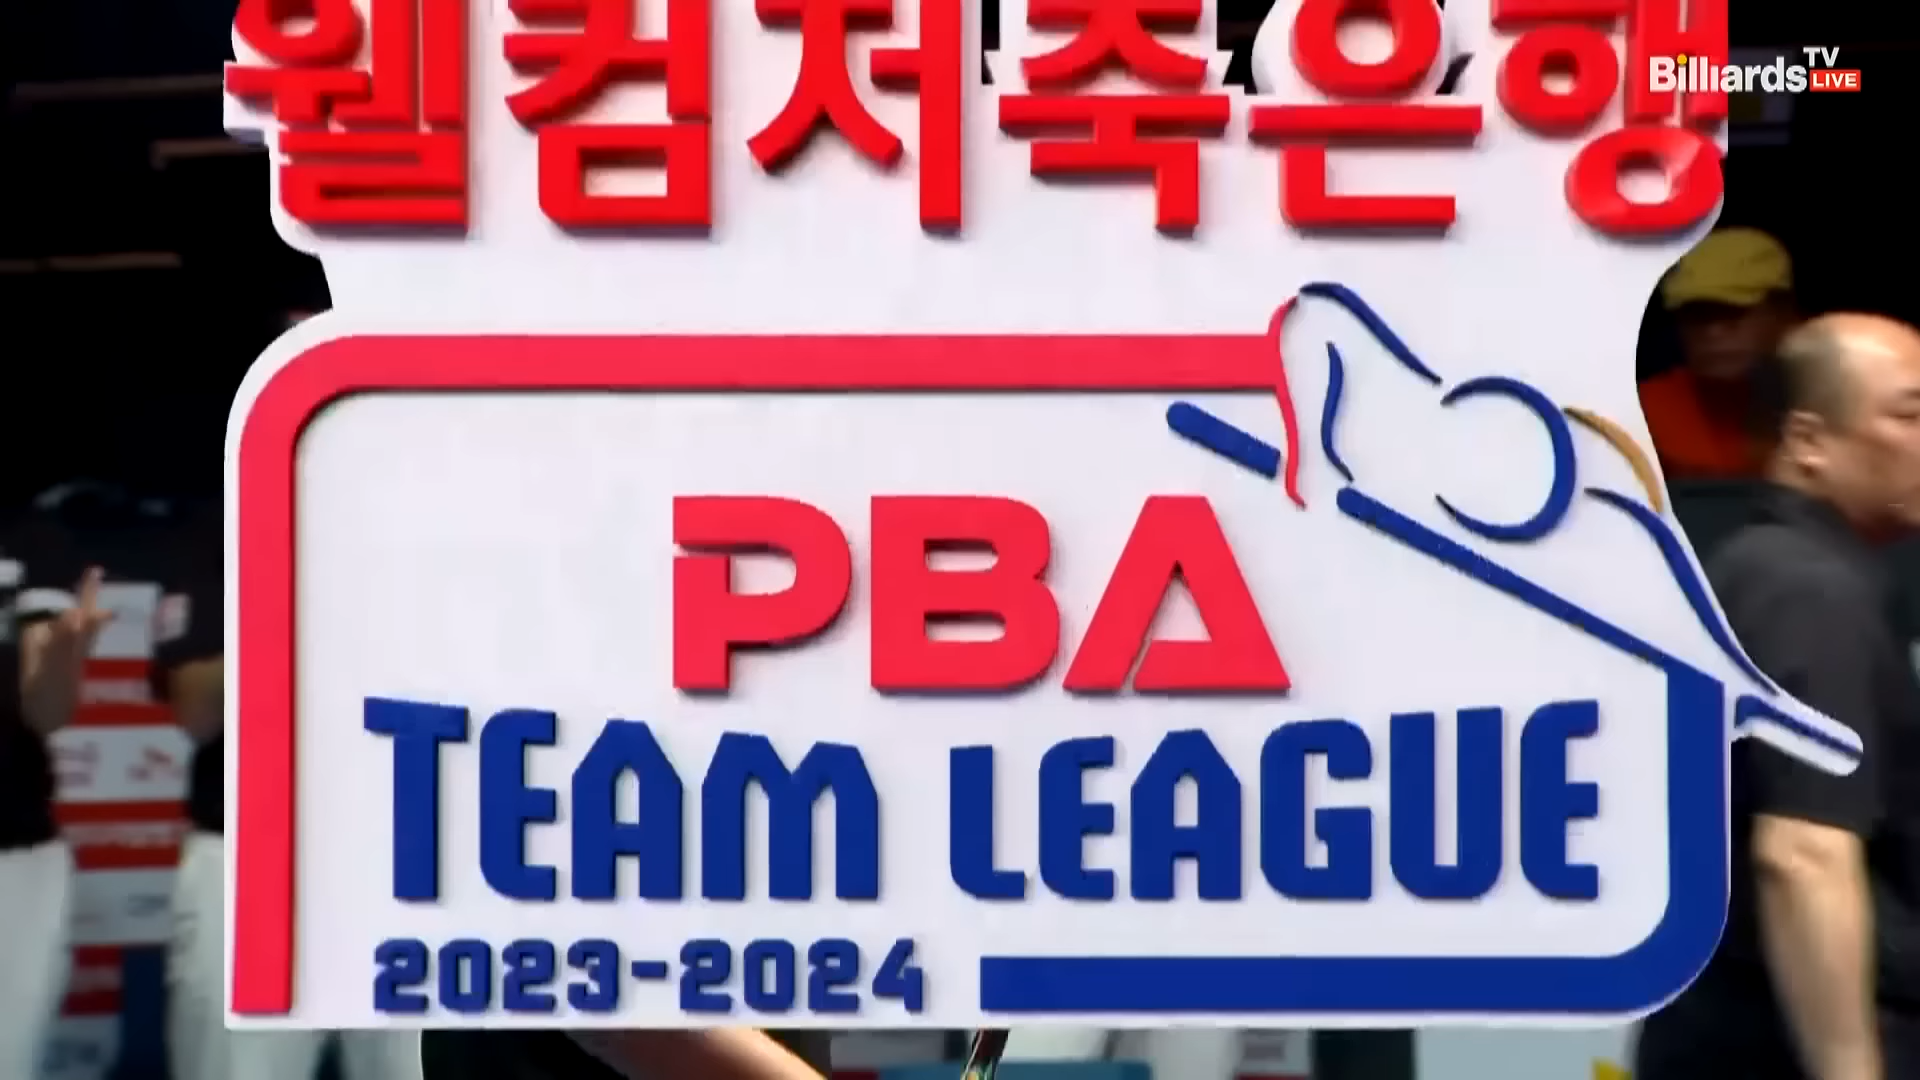 웰컴저축은행
Billiards TV
LIVE
PBA
TEAM LEAGUE
2023-2024